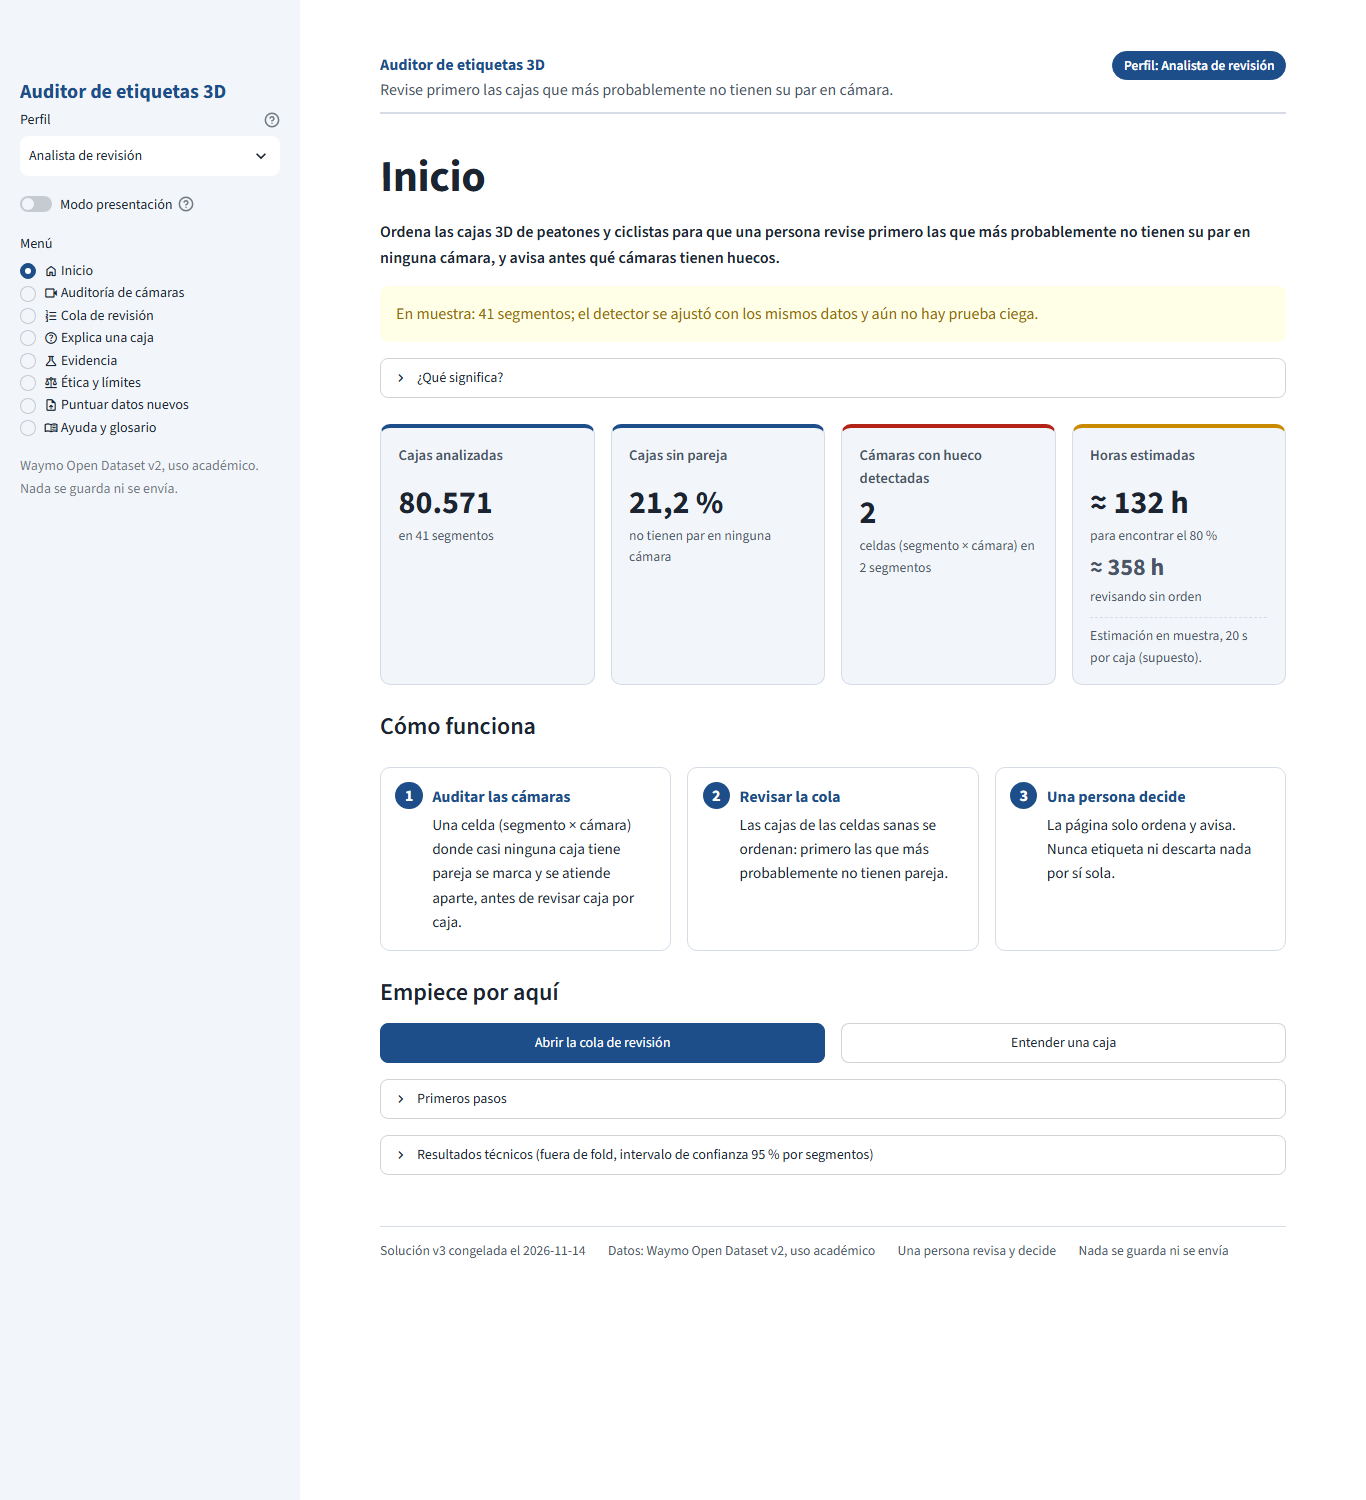 Auditor de etiquetas 3D
Perfil
Analista de revisión
Modo presentación
Menú
Inicio
Auditoría de cámaras
Cola de revisión
Explica una caja
Evidencia
Ética y límites
Puntuar datos nuevos
Ayuda y glosario
Waymo Open Dataset v2, uso académico.
Nada se guarda ni se envía.
Auditor de etiquetas 3D
Revise primero las cajas que más probablemente no tienen su par en cámara.
Perfil: Analista de revisión
Inicio
Ordena las cajas 3D de peatones y ciclistas para que una persona revise primero las que más probablemente no tienen su par en
ninguna cámara, y avisa antes qué cámaras tienen huecos.
En muestra: 41 segmentos; el detector se ajustó con los mismos datos y aún no hay prueba ciega.
¿Qué significa?
Cajas analizadas
80.571
en 41 segmentos
Cajas sin pareja
21,2 %
no tienen par en ninguna
cámara
Cámaras con hueco
detectadas
2
celdas (segmento × cámara) en
2 segmentos
Horas estimadas
≈ 132 h
para encontrar el 80 %
≈ 358 h
revisando sin orden
Estimación en muestra, 20 s
por caja (supuesto).
Cómo funciona
1 Auditar las cámaras
Una celda (segmento × cámara)
donde casi ninguna caja tiene
pareja se marca y se atiende
aparte, antes de revisar caja por
caja.
2 Revisar la cola
Las cajas de las celdas sanas se
ordenan: primero las que más
probablemente no tienen pareja.
3 Una persona decide
La página solo ordena y avisa.
Nunca etiqueta ni descarta nada
por sí sola.
Empiece por aquí
Abrir la cola de revisión
Entender una caja
Primeros pasos
Resultados técnicos (fuera de fold, intervalo de confianza 95 % por segmentos)
Solución v3 congelada el 2026-11-14 Datos: Waymo Open Dataset v2, uso académico Una persona revisa y decide Nada se guarda ni se envía